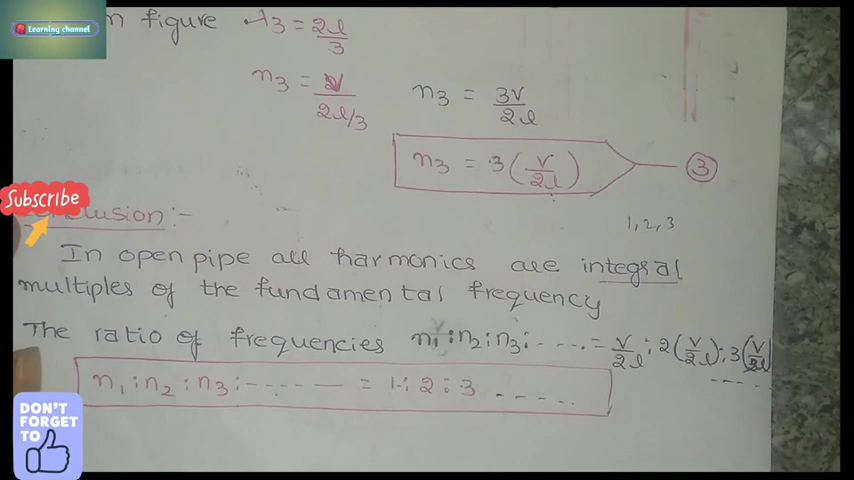 Learning channel
m figure λ3 = 2l/3
n3 = v/(2l/3) n3 = 3v/2l
n3 = 3(v/2l) 3
Subscribe
clusion :-
1, 2, 3
In open pipe all harmonics are integral
multiples of the fundamental frequency
The ratio of frequencies n1 : n2 : n3 : ----- = v/2l : 2(v/2l) : 3(v/2l) -----
n1 : n2 : n3 : ------- = 1 : 2 : 3 -----
DON'T
FORGET
TO